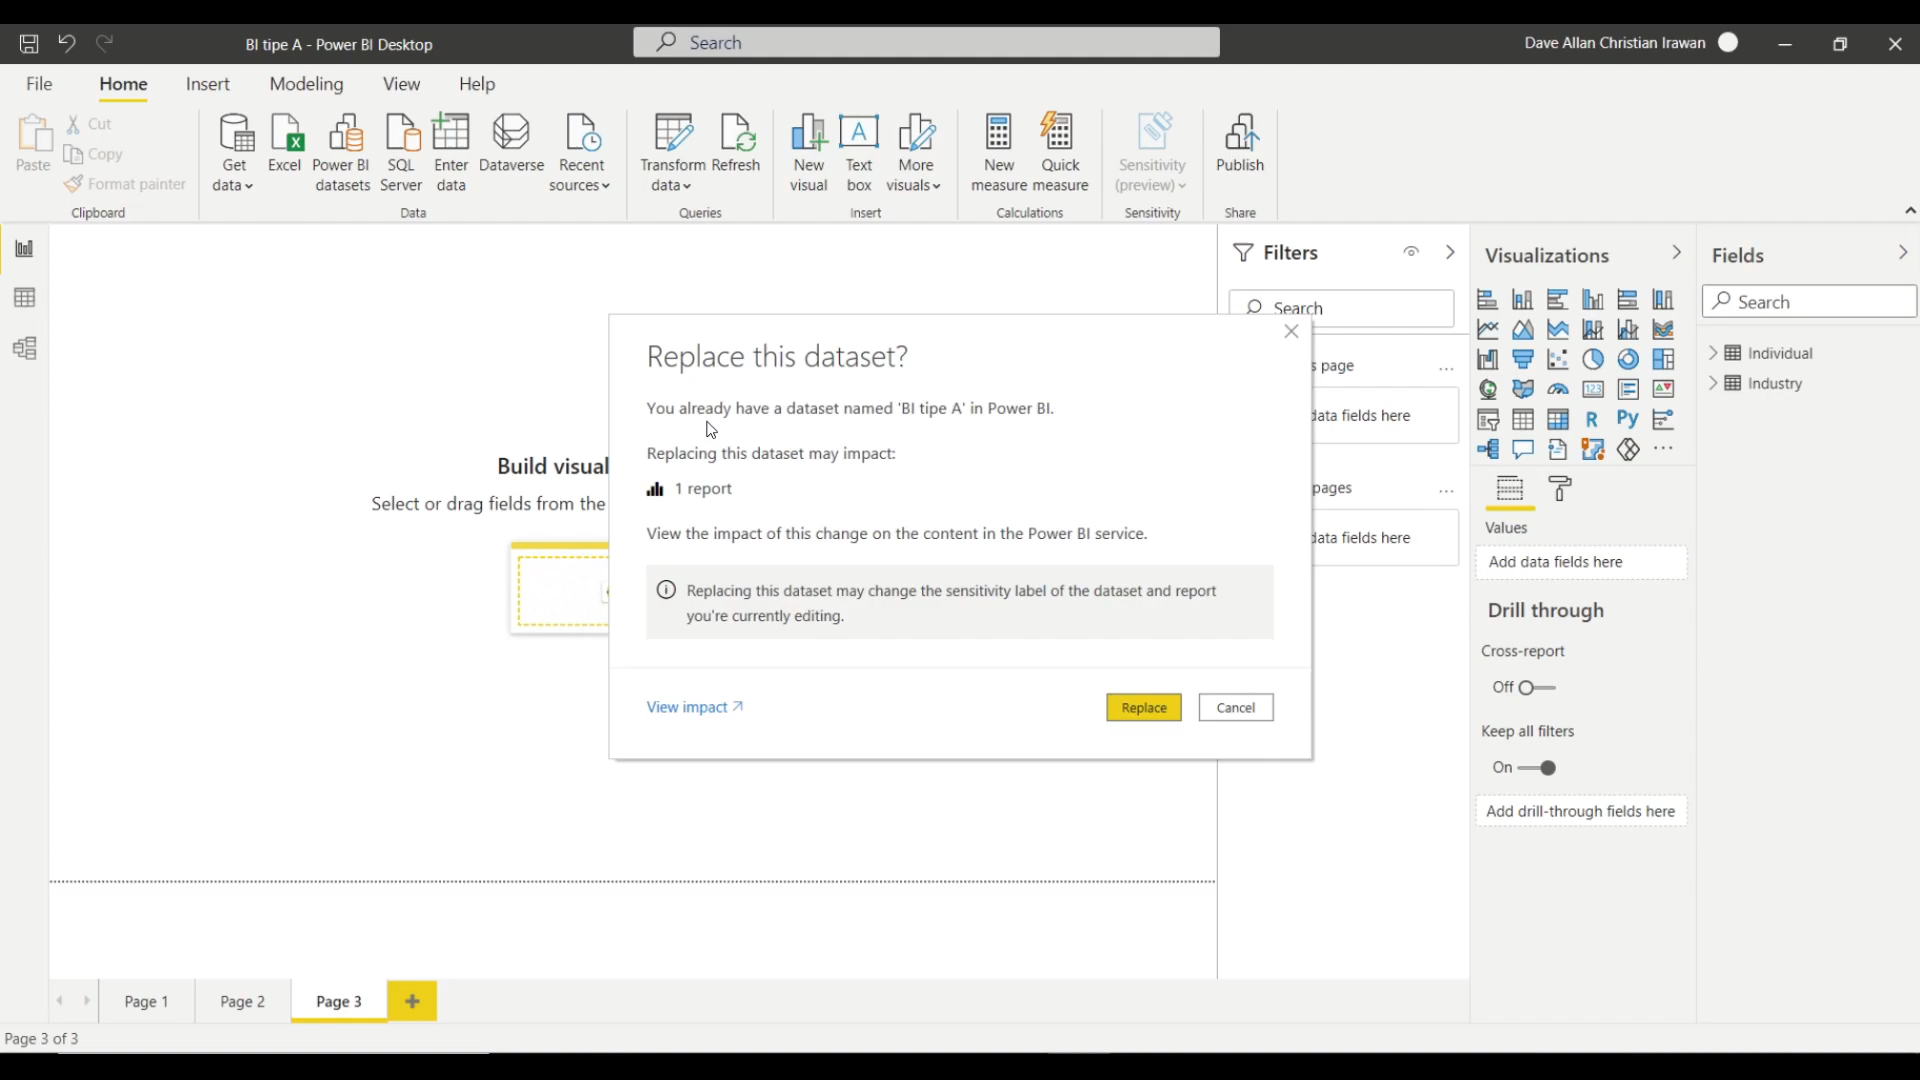 BI tipe A - Power BI Desktop
Search
Dave Allan Christian Irawan
File Home Insert Modeling View Help
Paste
Cut
Copy
Format painter
Clipboard
Get data
Excel
Power BI datasets
SQL Server
Enter data
Dataverse
Recent sources
Data
Transform data
Refresh
Queries
New visual
Text box
More visuals
Insert
New measure
Quick measure
Calculations
Sensitivity (preview)
Sensitivity
Publish
Share
Filters
Search
s page
data fields here
pages
data fields here
Build visual
Select or drag fields from the
Replace this dataset?
You already have a dataset named 'BI tipe A' in Power BI.
Replacing this dataset may impact:
1 report
View the impact of this change on the content in the Power BI service.
Replacing this dataset may change the sensitivity label of the dataset and report
you're currently editing.
View impact
Replace
Cancel
Visualizations
R
Py
123
Values
Add data fields here
Drill through
Cross-report
Off
Keep all filters
On
Add drill-through fields here
Fields
Search
Individual
Industry
Page 1
Page 2
Page 3
Page 3 of 3